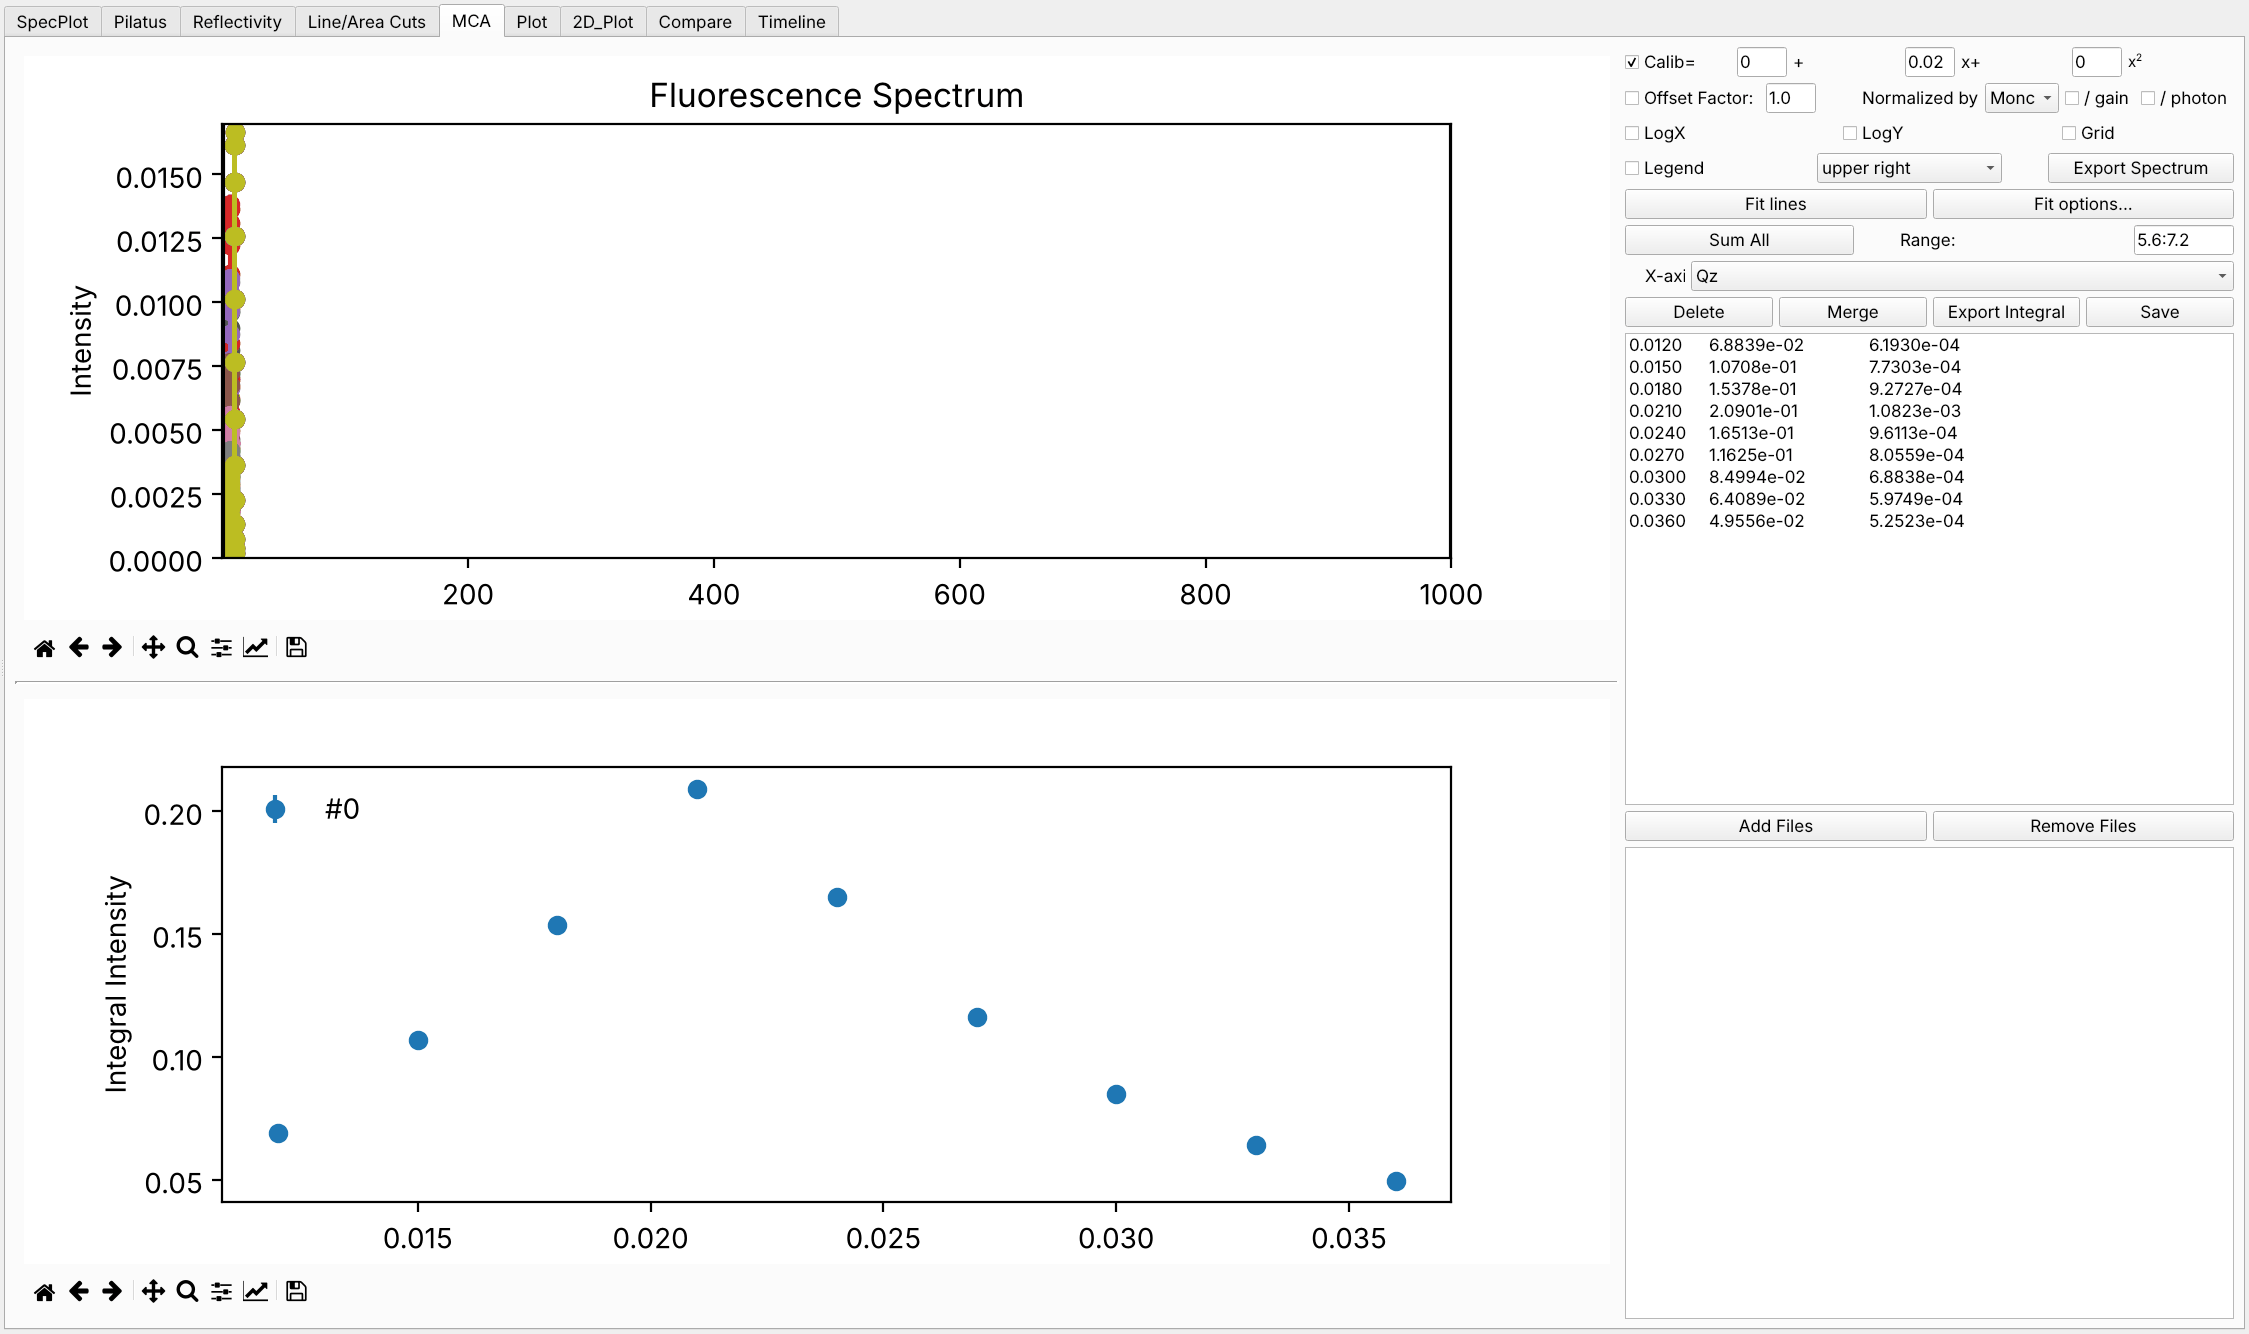 SpecPlot Pilatus Reflectivity Line/Area Cuts MCA Plot 2D_Plot Compare Timeline
Fluorescence Spectrum
Intensity
0.0150
0.0125
0.0100
0.0075
0.0050
0.0025
0.0000
200 400 600 800 1000
Integral Intensity
#0
0.20
0.15
0.10
0.05
0.015 0.020 0.025 0.030 0.035
Calib= 0 + 0.02 x+ 0 x²
Offset Factor: 1.0 Normalized by Monc / gain / photon
LogX LogY Grid
Legend upper right Export Spectrum
Fit lines Fit options...
Sum All Range: 5.6:7.2
X-axi Qz
Delete Merge Export Integral Save
0.0120 6.8839e-02 6.1930e-04
0.0150 1.0708e-01 7.7303e-04
0.0180 1.5378e-01 9.2727e-04
0.0210 2.0901e-01 1.0823e-03
0.0240 1.6513e-01 9.6113e-04
0.0270 1.1625e-01 8.0559e-04
0.0300 8.4994e-02 6.8838e-04
0.0330 6.4089e-02 5.9749e-04
0.0360 4.9556e-02 5.2523e-04
Add Files Remove Files